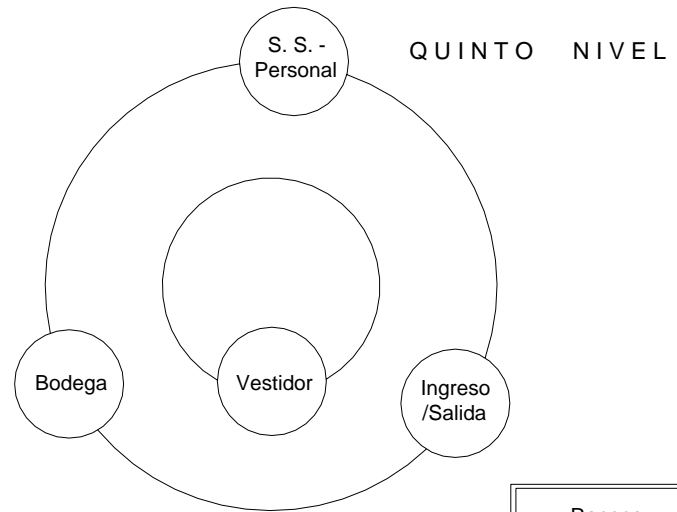 S. S. -
Personal
QUINTO NIVEL
Bodega
Vestidor
Ingreso
/Salida